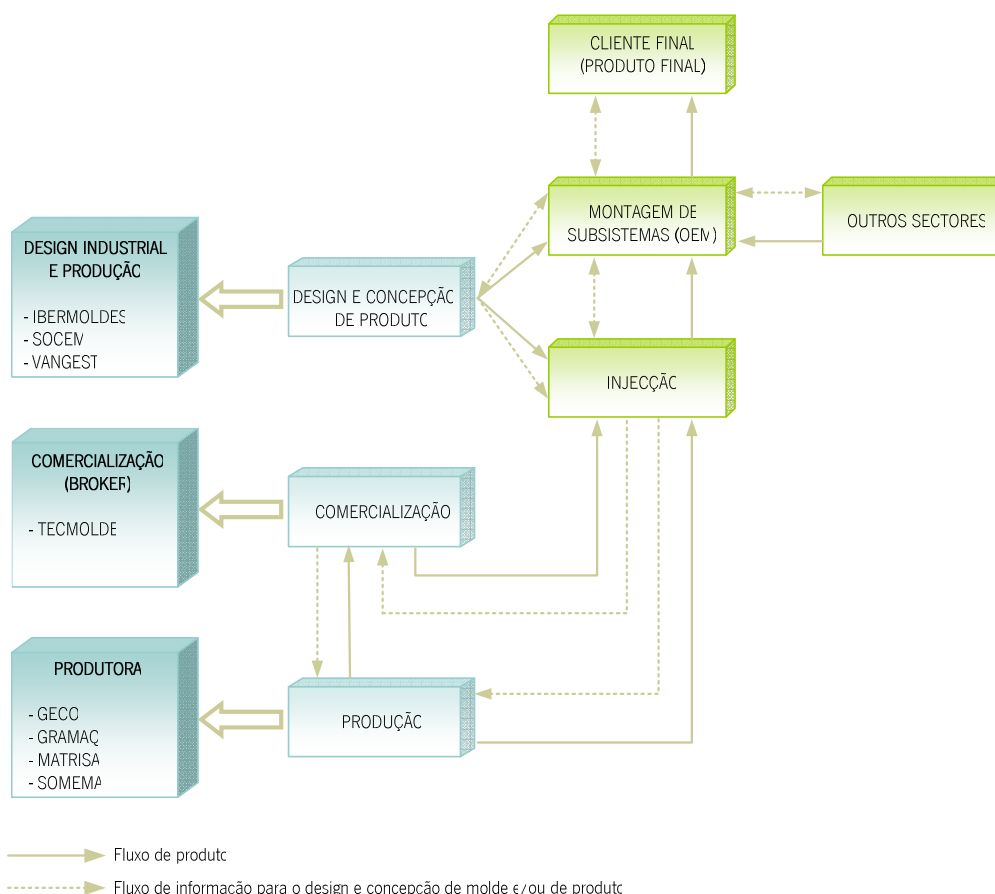 CLIENTE FINAL
(PRODUTO FINAL)
MONTAGEM DE
SUBSISTEMAS (OEM)
OUTROS SECTORES
DESIGN INDUSTRIAL
E PRODUÇÃO
- IBERMOLDES
- SOCEM
- VANGEST
DESIGN E CONCEPÇÃO
DE PRODUTO
INJECÇÃO
COMERCIALIZAÇÃO
(BROKER)
- TECMOLDE
COMERCIALIZAÇÃO
PRODUTORA
- GECO
- GRAMAÇ
- MATRISA
- SOMEMA
PRODUÇÃO
Fluxo de produto
Fluxo de informação para o design e concepção de molde e/ou de produto